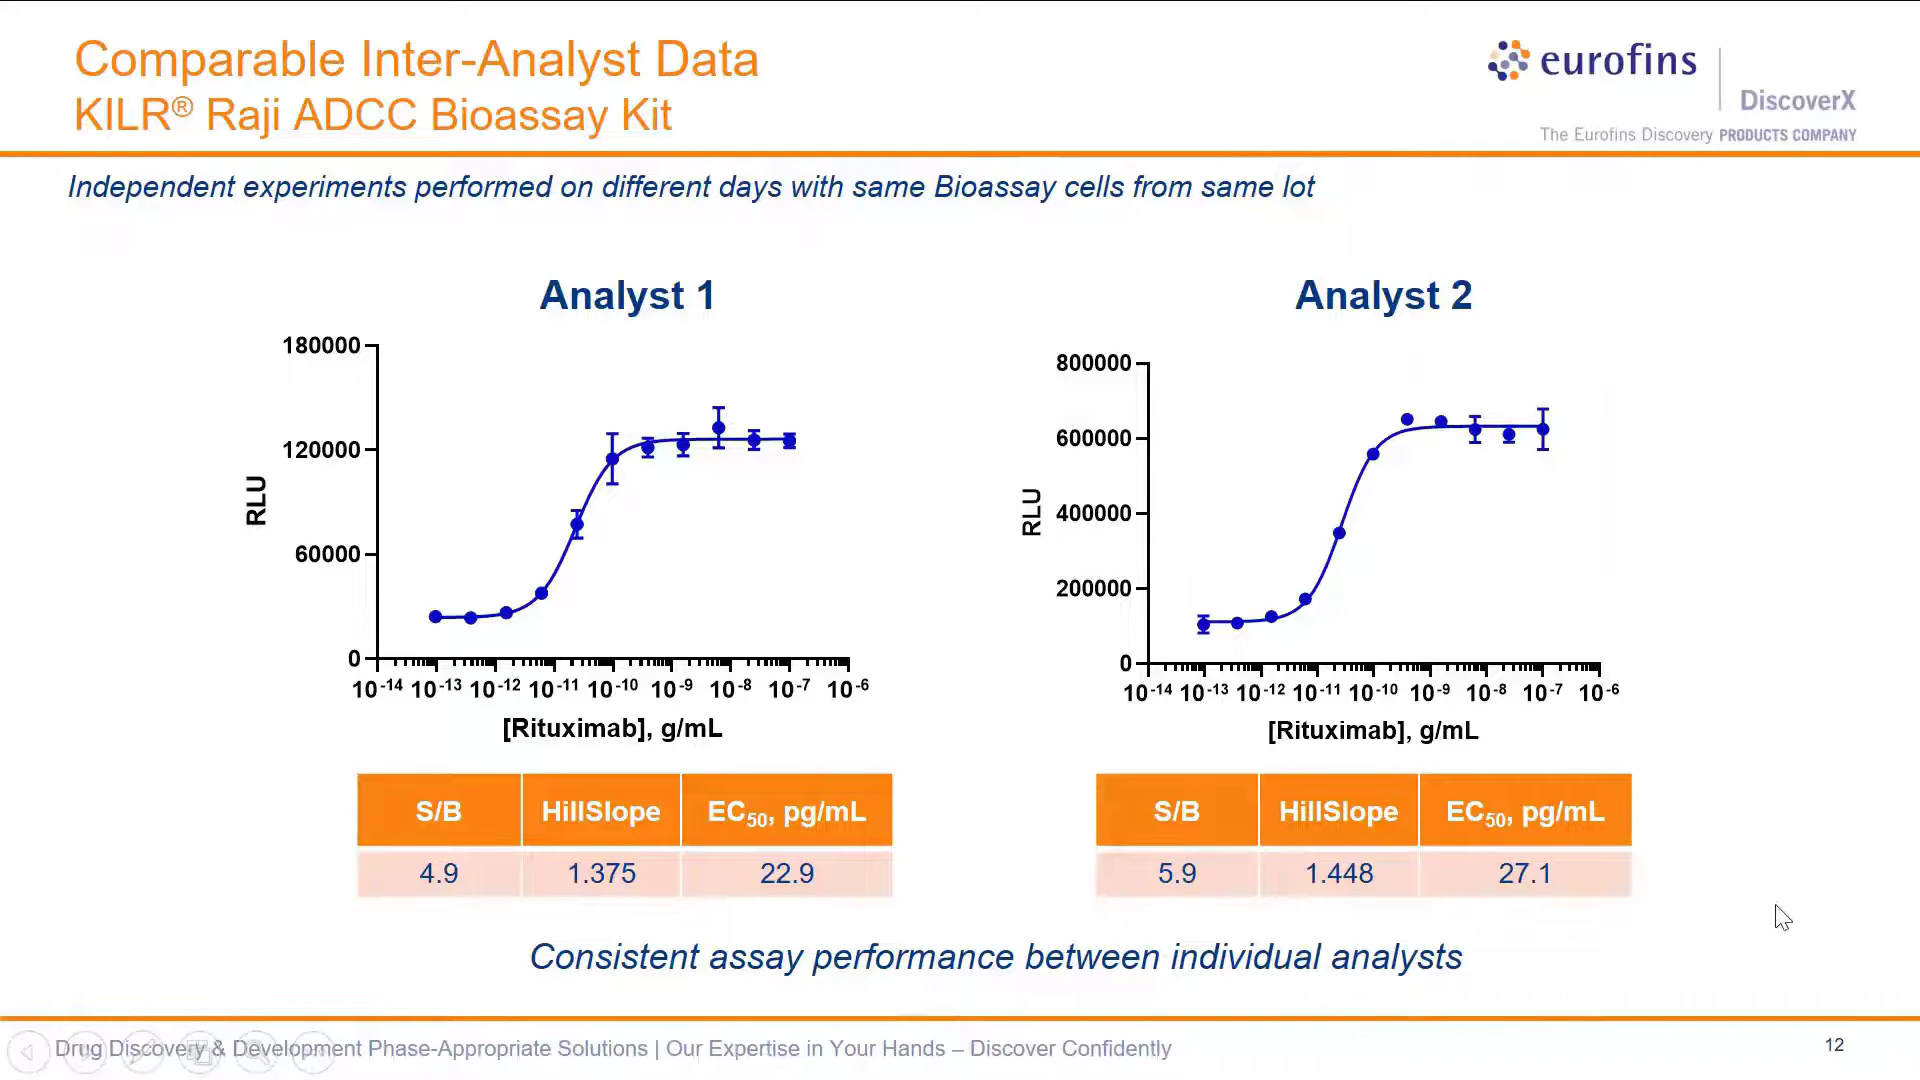 Comparable Inter-Analyst Data
KILR® Raji ADCC Bioassay Kit
eurofins
DiscoverX
The Eurofins Discovery PRODUCTS COMPANY
Independent experiments performed on different days with same Bioassay cells from same lot
Analyst 1
180000
120000
60000
0
RLU
10⁻¹⁴ 10⁻¹³ 10⁻¹² 10⁻¹¹ 10⁻¹⁰ 10⁻⁹ 10⁻⁸ 10⁻⁷ 10⁻⁶
[Rituximab], g/mL
S/B HillSlope EC₅₀, pg/mL
4.9 1.375 22.9
Analyst 2
800000
600000
400000
200000
0
RLU
10⁻¹⁴ 10⁻¹³ 10⁻¹² 10⁻¹¹ 10⁻¹⁰ 10⁻⁹ 10⁻⁸ 10⁻⁷ 10⁻⁶
[Rituximab], g/mL
S/B HillSlope EC₅₀, pg/mL
5.9 1.448 27.1
Consistent assay performance between individual analysts
Drug Discovery & Development Phase-Appropriate Solutions | Our Expertise in Your Hands – Discover Confidently
12